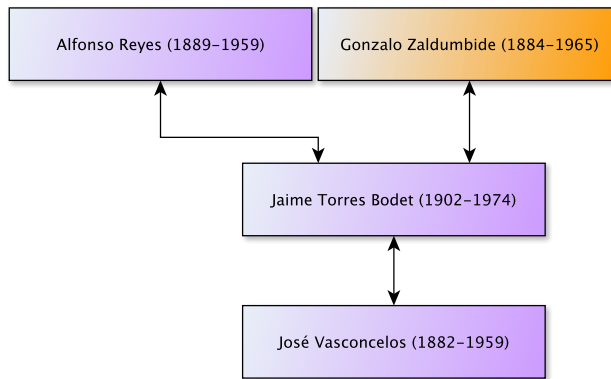 Alfonso Reyes (1889-1959)
Gonzalo Zaldumbide (1884-1965)
Jaime Torres Bodet (1902-1974)
José Vasconcelos (1882-1959)